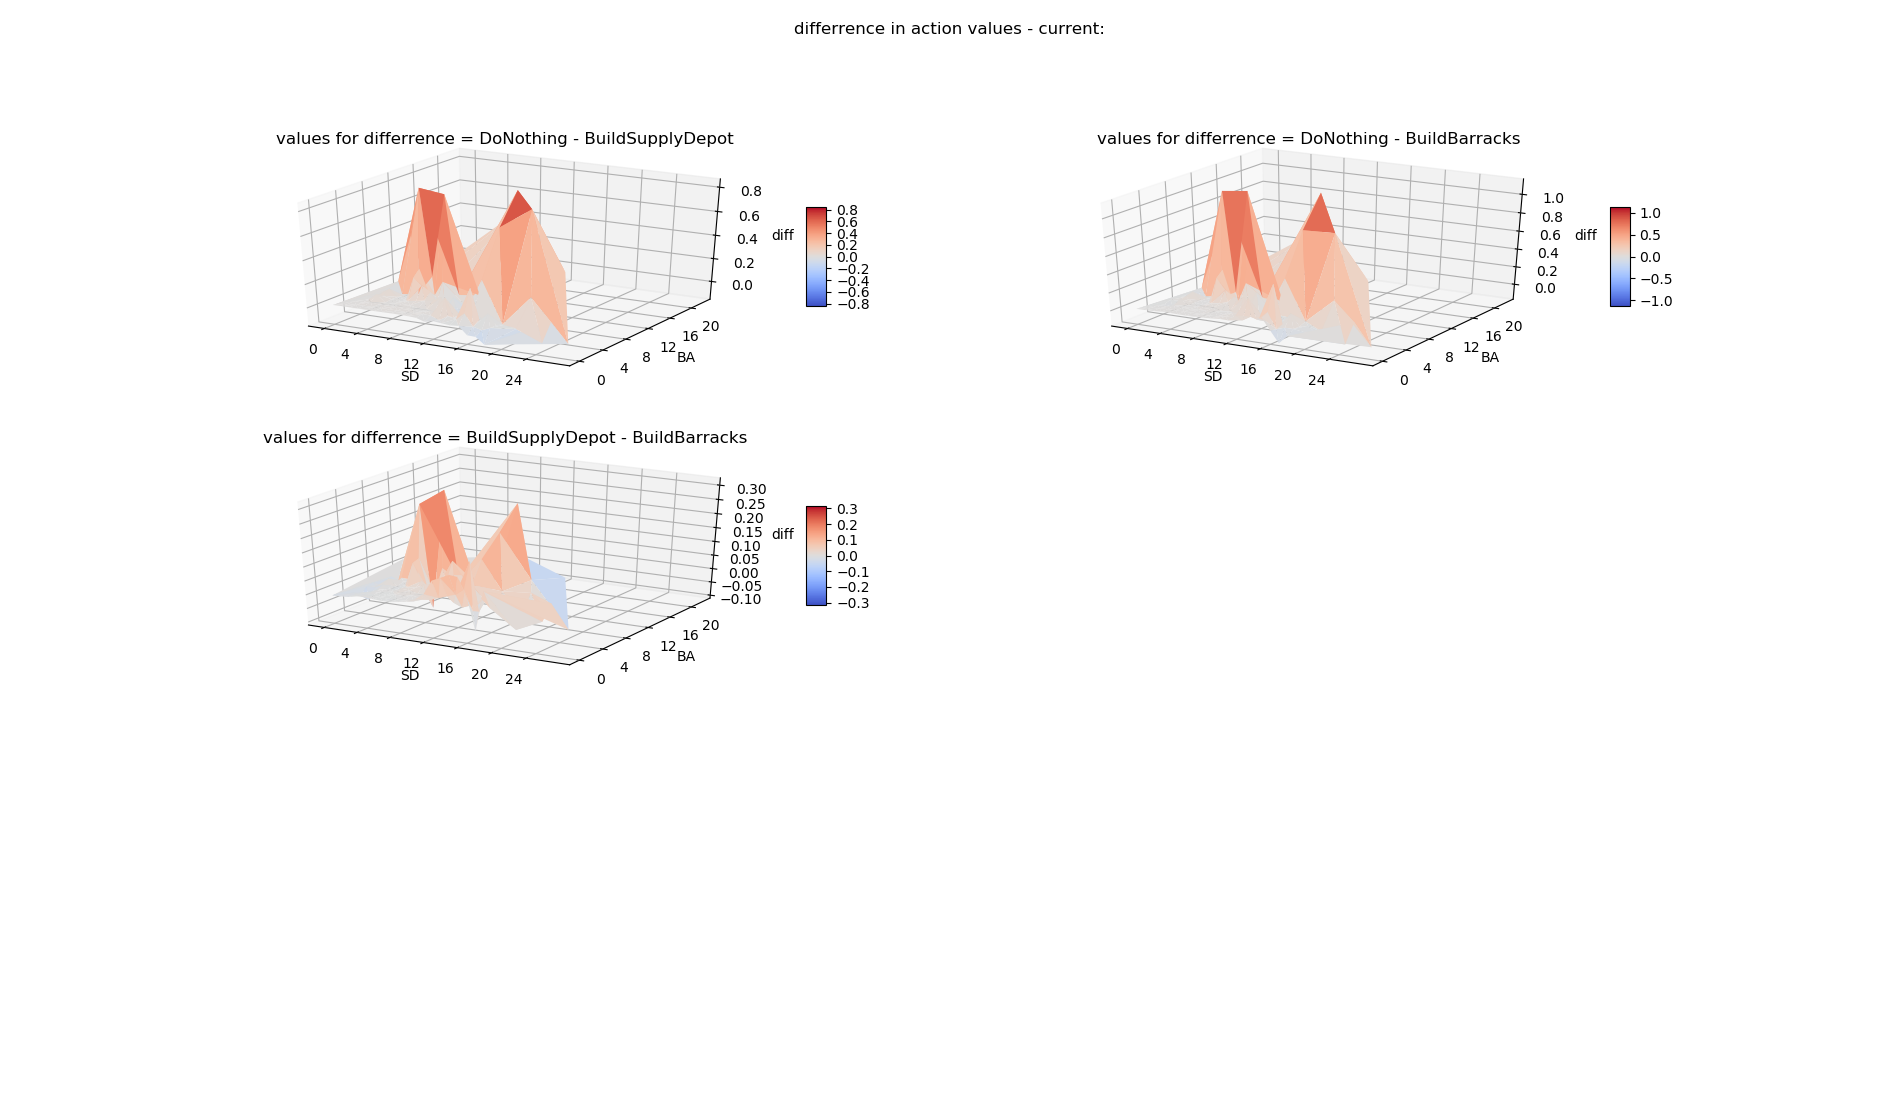 differrence in action values - current:
values for differrence = DoNothing - BuildSupplyDepot
0.8
0.6
0.4
0.2
0.0
diff
0 4 8 12 16 20 24
SD
0 4 8 12 16 20
BA
0.8
0.6
0.4
0.2
0.0
−0.2
−0.4
−0.6
−0.8
values for differrence = DoNothing - BuildBarracks
1.0
0.8
0.6
0.4
0.2
0.0
diff
0 4 8 12 16 20 24
SD
0 4 8 12 16 20
BA
1.0
0.5
0.0
−0.5
−1.0
values for differrence = BuildSupplyDepot - BuildBarracks
0.30
0.25
0.20
0.15
0.10
0.05
0.00
−0.05
−0.10
diff
0 4 8 12 16 20 24
SD
0 4 8 12 16 20
BA
0.3
0.2
0.1
0.0
−0.1
−0.2
−0.3